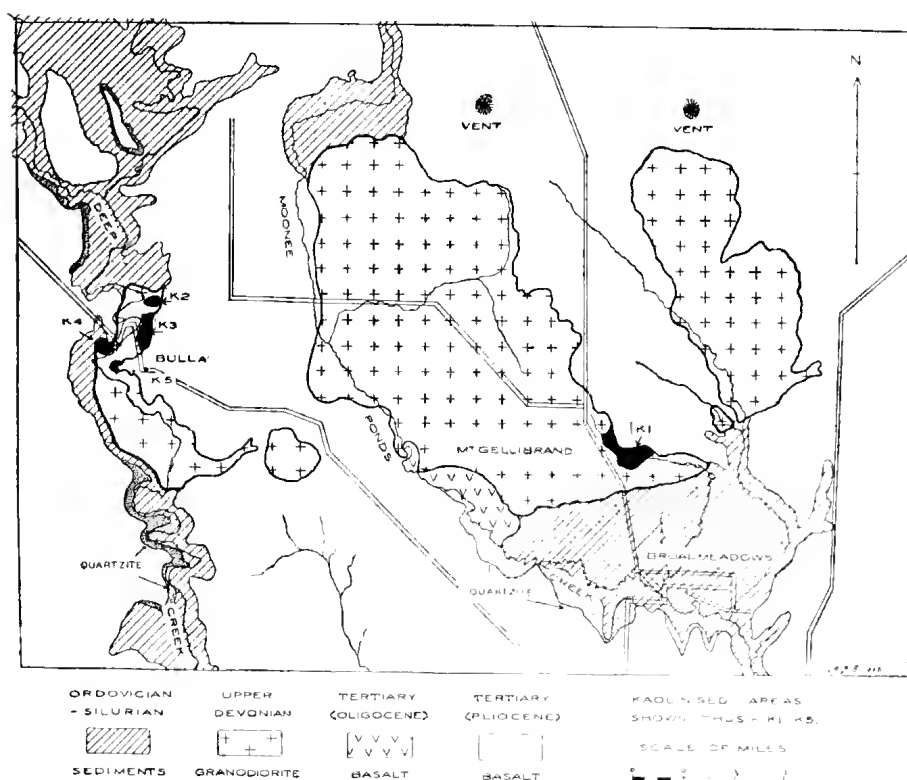 N
VENT
VENT
MOONEE
DEEP
K2
K4
K3
BULLA
K5
PONDS
K1
MT GELLIBRAND
BROADMEADOWS
QUARTZITE
QUARTZITE
CREEK
CREEK
ORDOVICIAN
- SILURIAN
SEDIMENTS
UPPER
DEVONIAN
GRANODIORITE
TERTIARY
(OLIGOCENE)
BASALT
TERTIARY
(PLIOCENE)
BASALT
KAOLINISED AREAS
SHOWN THUS - K1 K5.
SCALE OF MILES